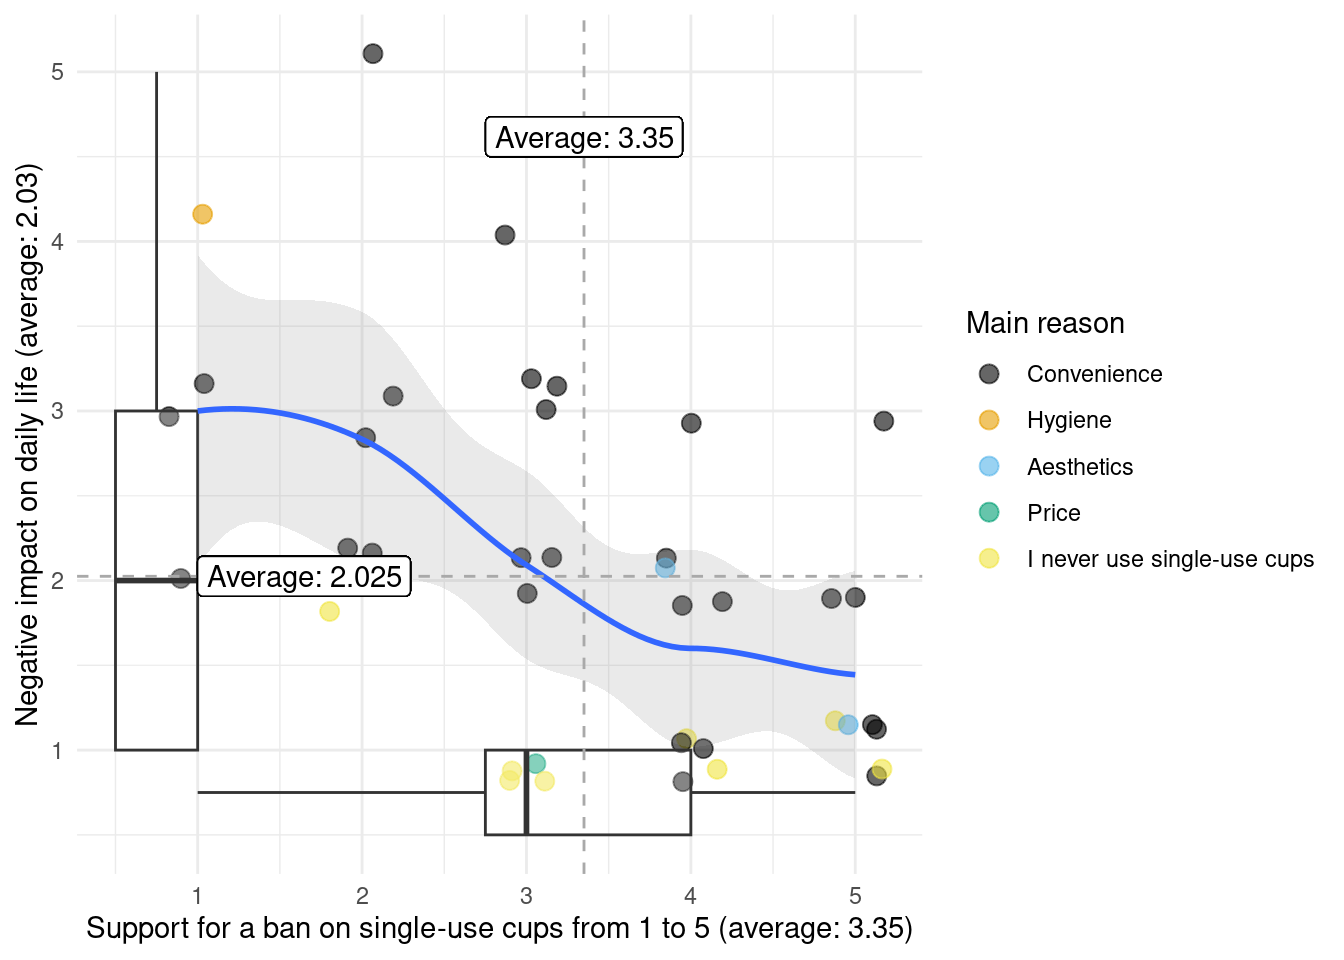 Negative impact on daily life (average: 2.03)
5
4
3
2
1
Average: 3.35
Average: 2.025
1
2
3
4
5
Support for a ban on single-use cups from 1 to 5 (average: 3.35)
Main reason
Convenience
Hygiene
Aesthetics
Price
I never use single-use cups